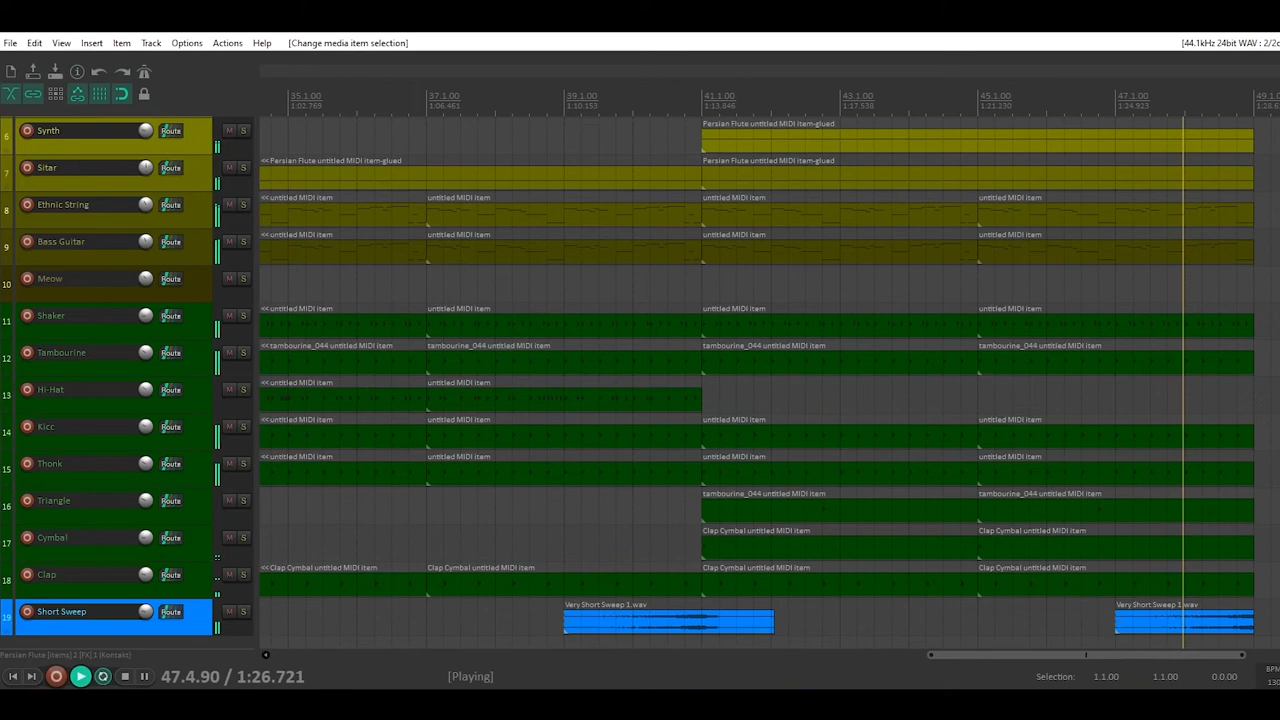 File Edit View Insert Item Track Options Actions Help [Change media item selection] [44.1kHz 24bit WAV : 2/2c
35.1.00 37.1.00 39.1.00 41.1.00 43.1.00 45.1.00 47.1.00 49.1
1:02.769 1:06.461 1:10.153 1:13.846 1:17.538 1:21.230 1:24.923 1:28.6
Persian Flute untitled MIDI item-glued
6 Synth Route M S
<<Persian Flute untitled MIDI item-glued Persian Flute untitled MIDI item-glued
7 Sitar Route M S
<<untitled MIDI item untitled MIDI item untitled MIDI item untitled MIDI item
8 Ethnic String Route M S
<<untitled MIDI item untitled MIDI item untitled MIDI item untitled MIDI item
9 Bass Guitar Route M S
10 Meow Route M S
<<untitled MIDI item untitled MIDI item untitled MIDI item untitled MIDI item
11 Shaker Route M S
<<tambourine_044 untitled MIDI item tambourine_044 untitled MIDI item tambourine_044 untitled MIDI item tambourine_044 untitled MIDI item
12 Tambourine Route M S
<<untitled MIDI item untitled MIDI item
13 Hi-Hat Route M S
<<untitled MIDI item untitled MIDI item untitled MIDI item untitled MIDI item
14 Kicc Route M S
<<untitled MIDI item untitled MIDI item untitled MIDI item untitled MIDI item
15 Thonk Route M S
tambourine_044 untitled MIDI item tambourine_044 untitled MIDI item
16 Triangle Route M S
Clap Cymbal untitled MIDI item Clap Cymbal untitled MIDI item
17 Cymbal Route M S
<<Clap Cymbal untitled MIDI item Clap Cymbal untitled MIDI item Clap Cymbal untitled MIDI item Clap Cymbal untitled MIDI item
18 Clap Route M S
Very Short Sweep 1.wav Very Short Sweep 1.wav
19 Short Sweep Route M S
Persian Flute [items] 2 [FX] 1 (Kontakt)
47.4.90 / 1:26.721 [Playing] Selection: 1.1.00 1.1.00 0.0.00 BPM
130